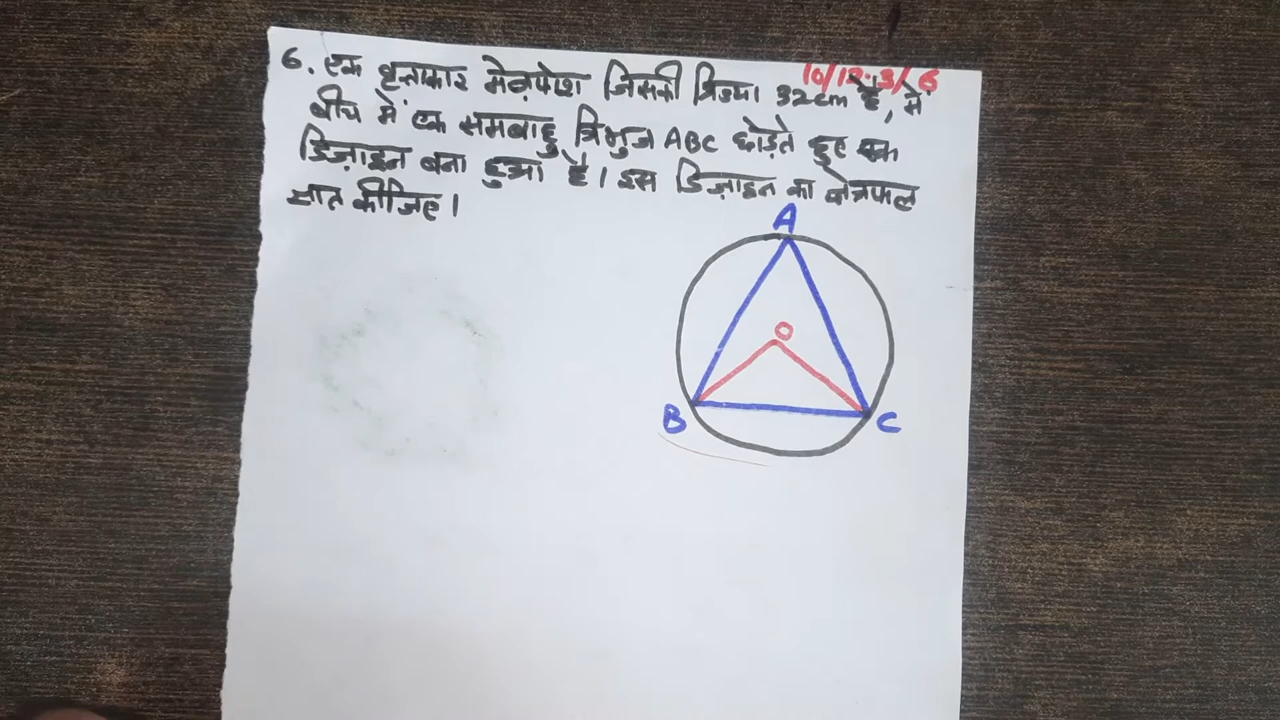 10/12.3/6
6. एक वृत्ताकार मेज़पोश जिसकी त्रिज्या 32cm है, में
बीच में एक समबाहु त्रिभुज ABC छोड़ते हुए एक
डिज़ाइन बना हुआ है। इस डिज़ाइन का क्षेत्रफल
ज्ञात कीजिए।
A
O
B
C